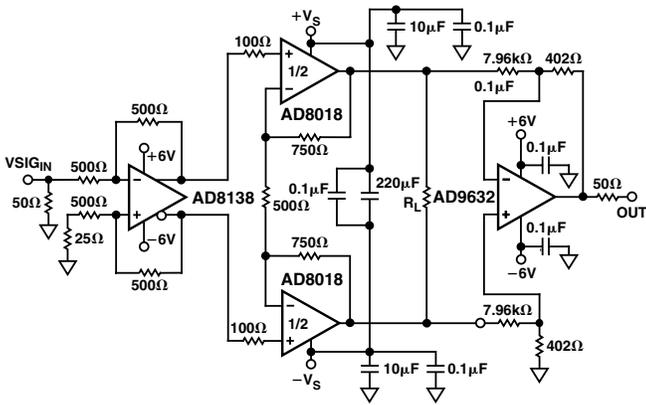 +VS
10µF
0.1µF
100Ω
1/2
+
−
AD8018
750Ω
7.96kΩ
402Ω
0.1µF
500Ω
+6V
VSIGIN
500Ω
−
+
AD8138
50Ω
500Ω
25Ω
−6V
500Ω
500Ω
0.1µF
220µF
RL
AD9632
+6V
0.1µF
−
+
50Ω
OUT
0.1µF
−6V
750Ω
AD8018
100Ω
−
1/2
+
7.96kΩ
402Ω
−VS
10µF
0.1µF